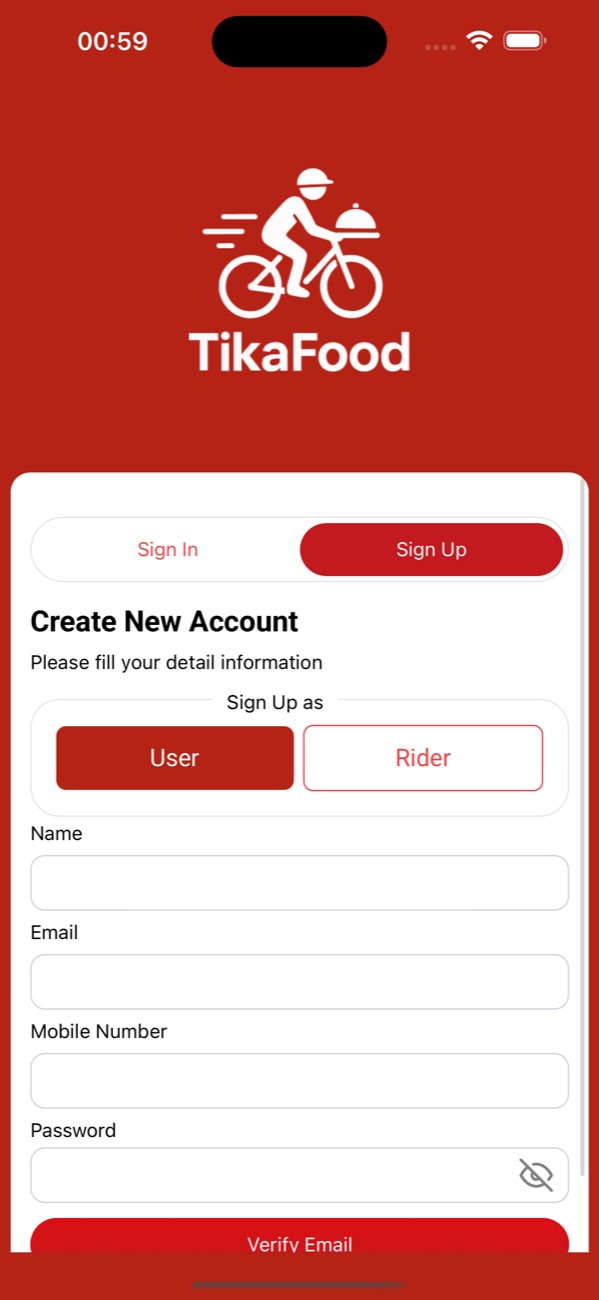 00:59
TikaFood
Sign In
Sign Up
Create New Account
Please fill your detail information
Sign Up as
User
Rider
Name
Email
Mobile Number
Password
Verify Email